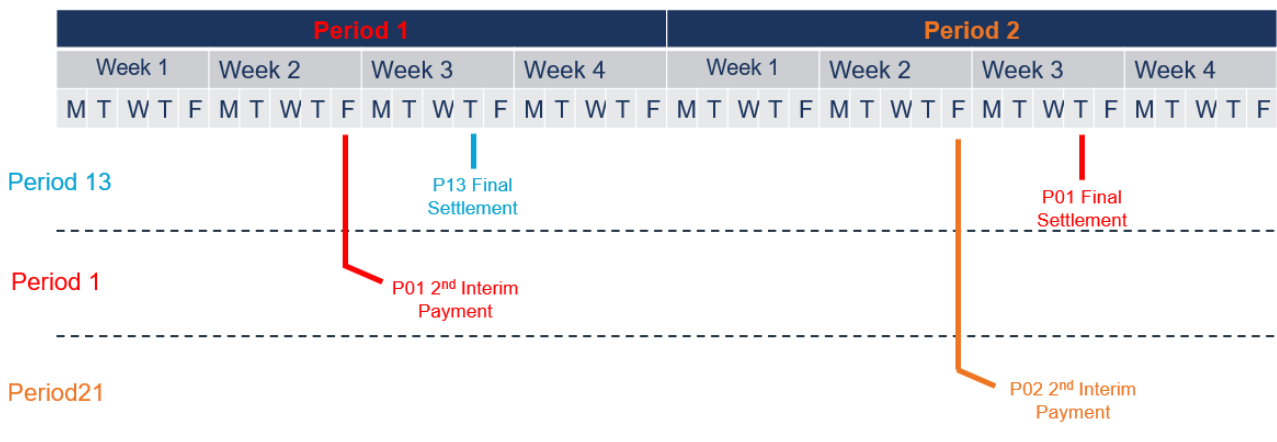 Period 1 Period 2
Week 1 Week 2 Week 3 Week 4 Week 1 Week 2 Week 3 Week 4
M T W T F M T W T F M T W T F M T W T F M T W T F M T W T F M T W T F M T W T F
Period 13
P13 Final
Settlement
P01 Final
Settlement
Period 1
P01 2nd Interim
Payment
Period21
P02 2nd Interim
Payment